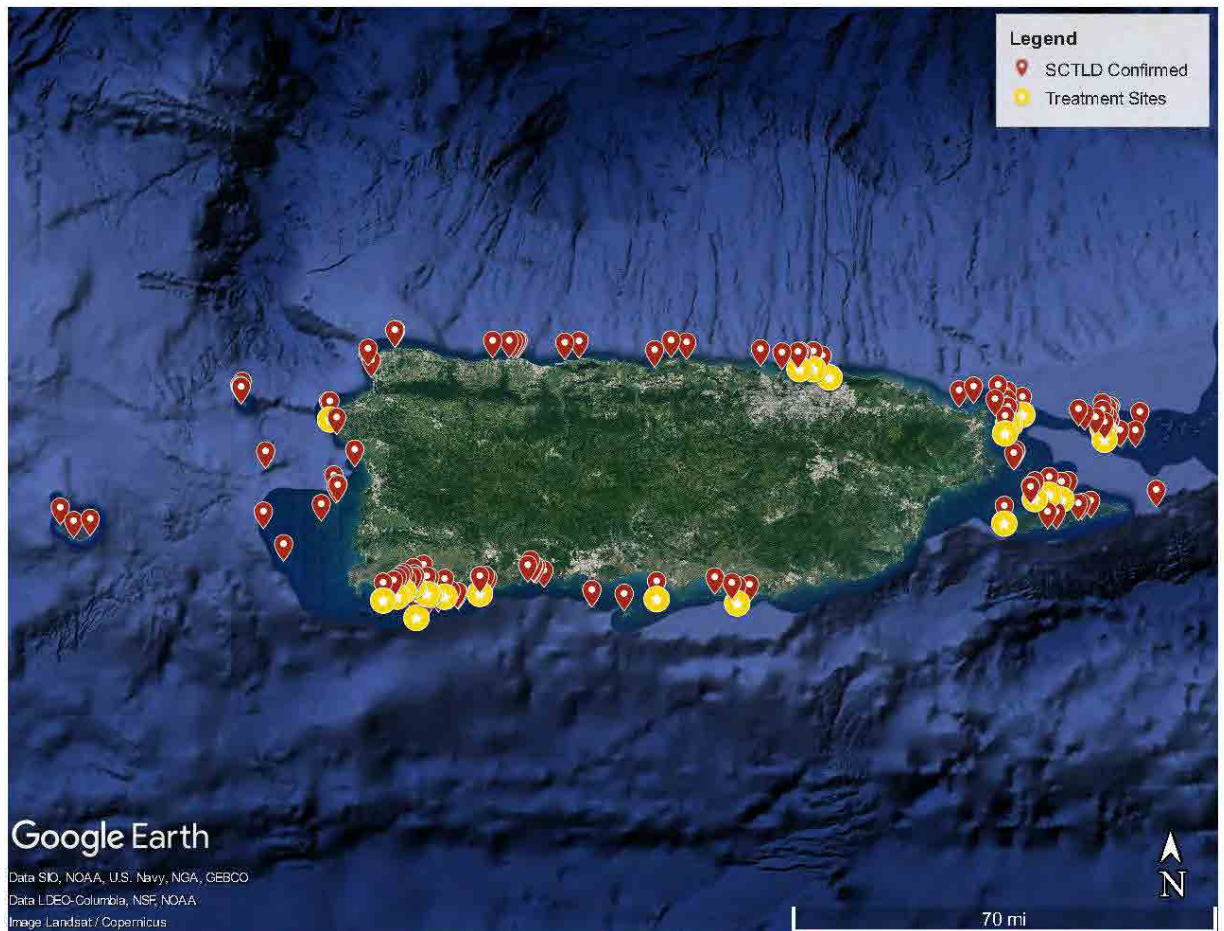 Legend
SCTLD Confirmed
Treatment Sites
Google Earth
Data SIO, NOAA, U.S. Navy, NGA, GEBCO
Data LDEO-Columbia, NSF, NOAA
Image Landsat / Copernicus
N
70 mi